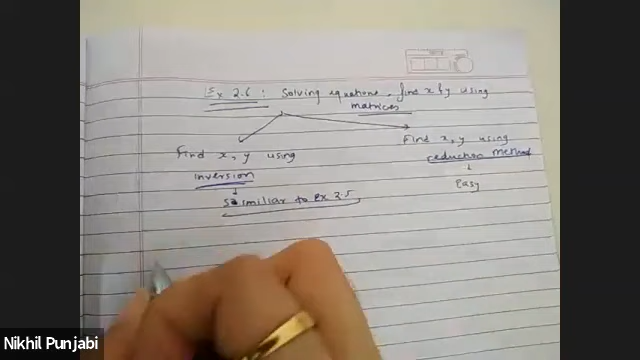 Ex 2.6 : Solving equations, find x & y using
matrices
Find x, y using
inversion
similiar to Ex 2.5
find x, y using
reduction method
Easy
Nikhil Punjabi